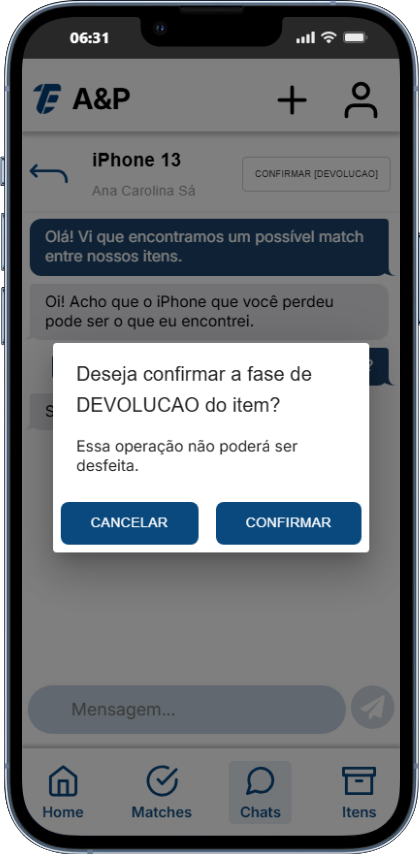 06:31
A&P
iPhone 13
Ana Carolina Sá
CONFIRMAR [DEVOLUCAO]
Olá! Vi que encontramos um possível match
entre nossos itens.
Oi! Acho que o iPhone que você perdeu
pode ser o que eu encontrei.
?
S
Deseja confirmar a fase de
DEVOLUCAO do item?
Essa operação não poderá ser
desfeita.
CANCELAR
CONFIRMAR
Mensagem...
Home
Matches
Chats
Itens